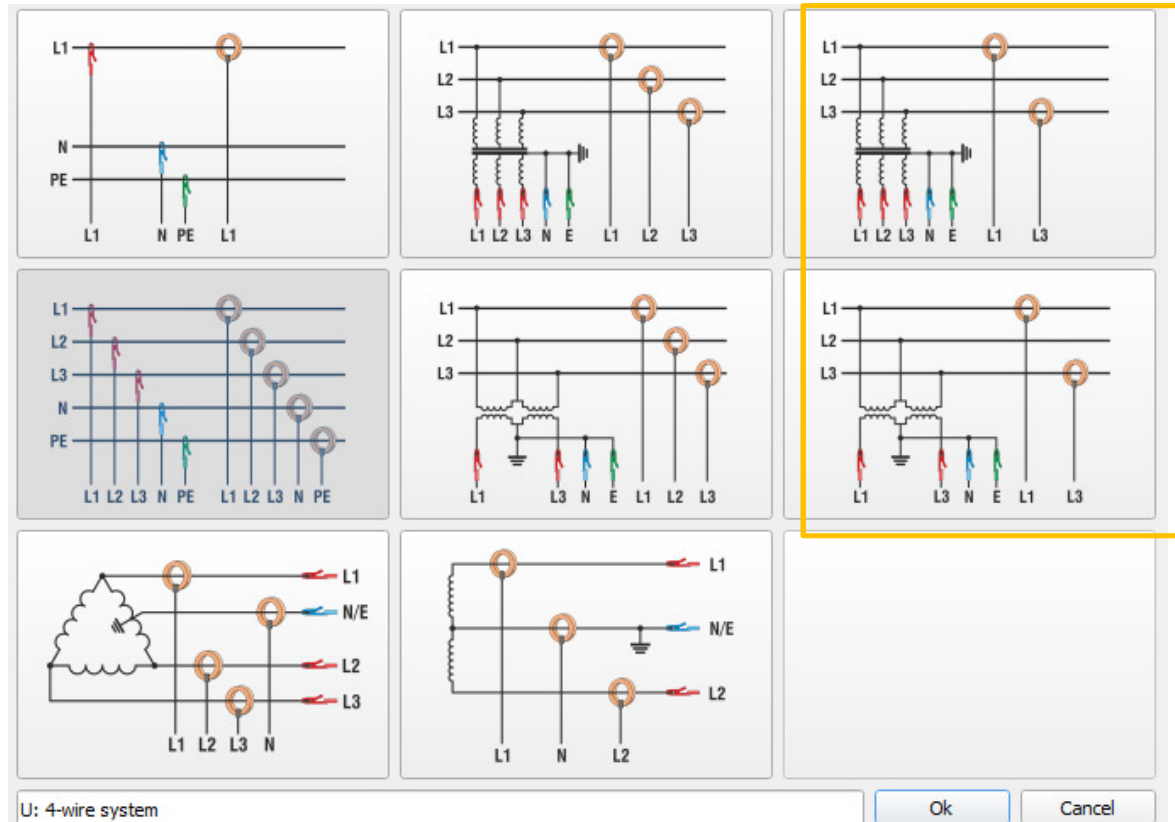 L1
N
PE
L1 N PE L1
L1
L2
L3
L1 L2 L3 N E L1 L2 L3
L1
L2
L3
L1 L2 L3 N E L1 L3
L1
L2
L3
N
PE
L1 L2 L3 N PE L1 L2 L3 N PE
L1
L2
L3
L1 L3 N E L1 L2 L3
L1
L2
L3
L1 L3 N E L1 L3
L1
N/E
L2
L3
L1 L2 L3 N
L1
N/E
L2
L1 N L2
U: 4-wire system
Ok
Cancel